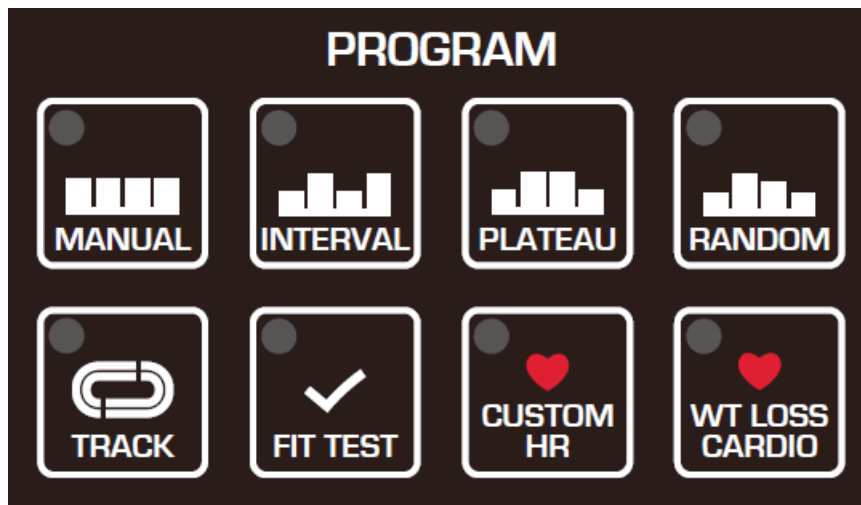 PROGRAM
MANUAL
INTERVAL
PLATEAU
RANDOM
TRACK
FIT TEST
CUSTOM
HR
WT LOSS
CARDIO